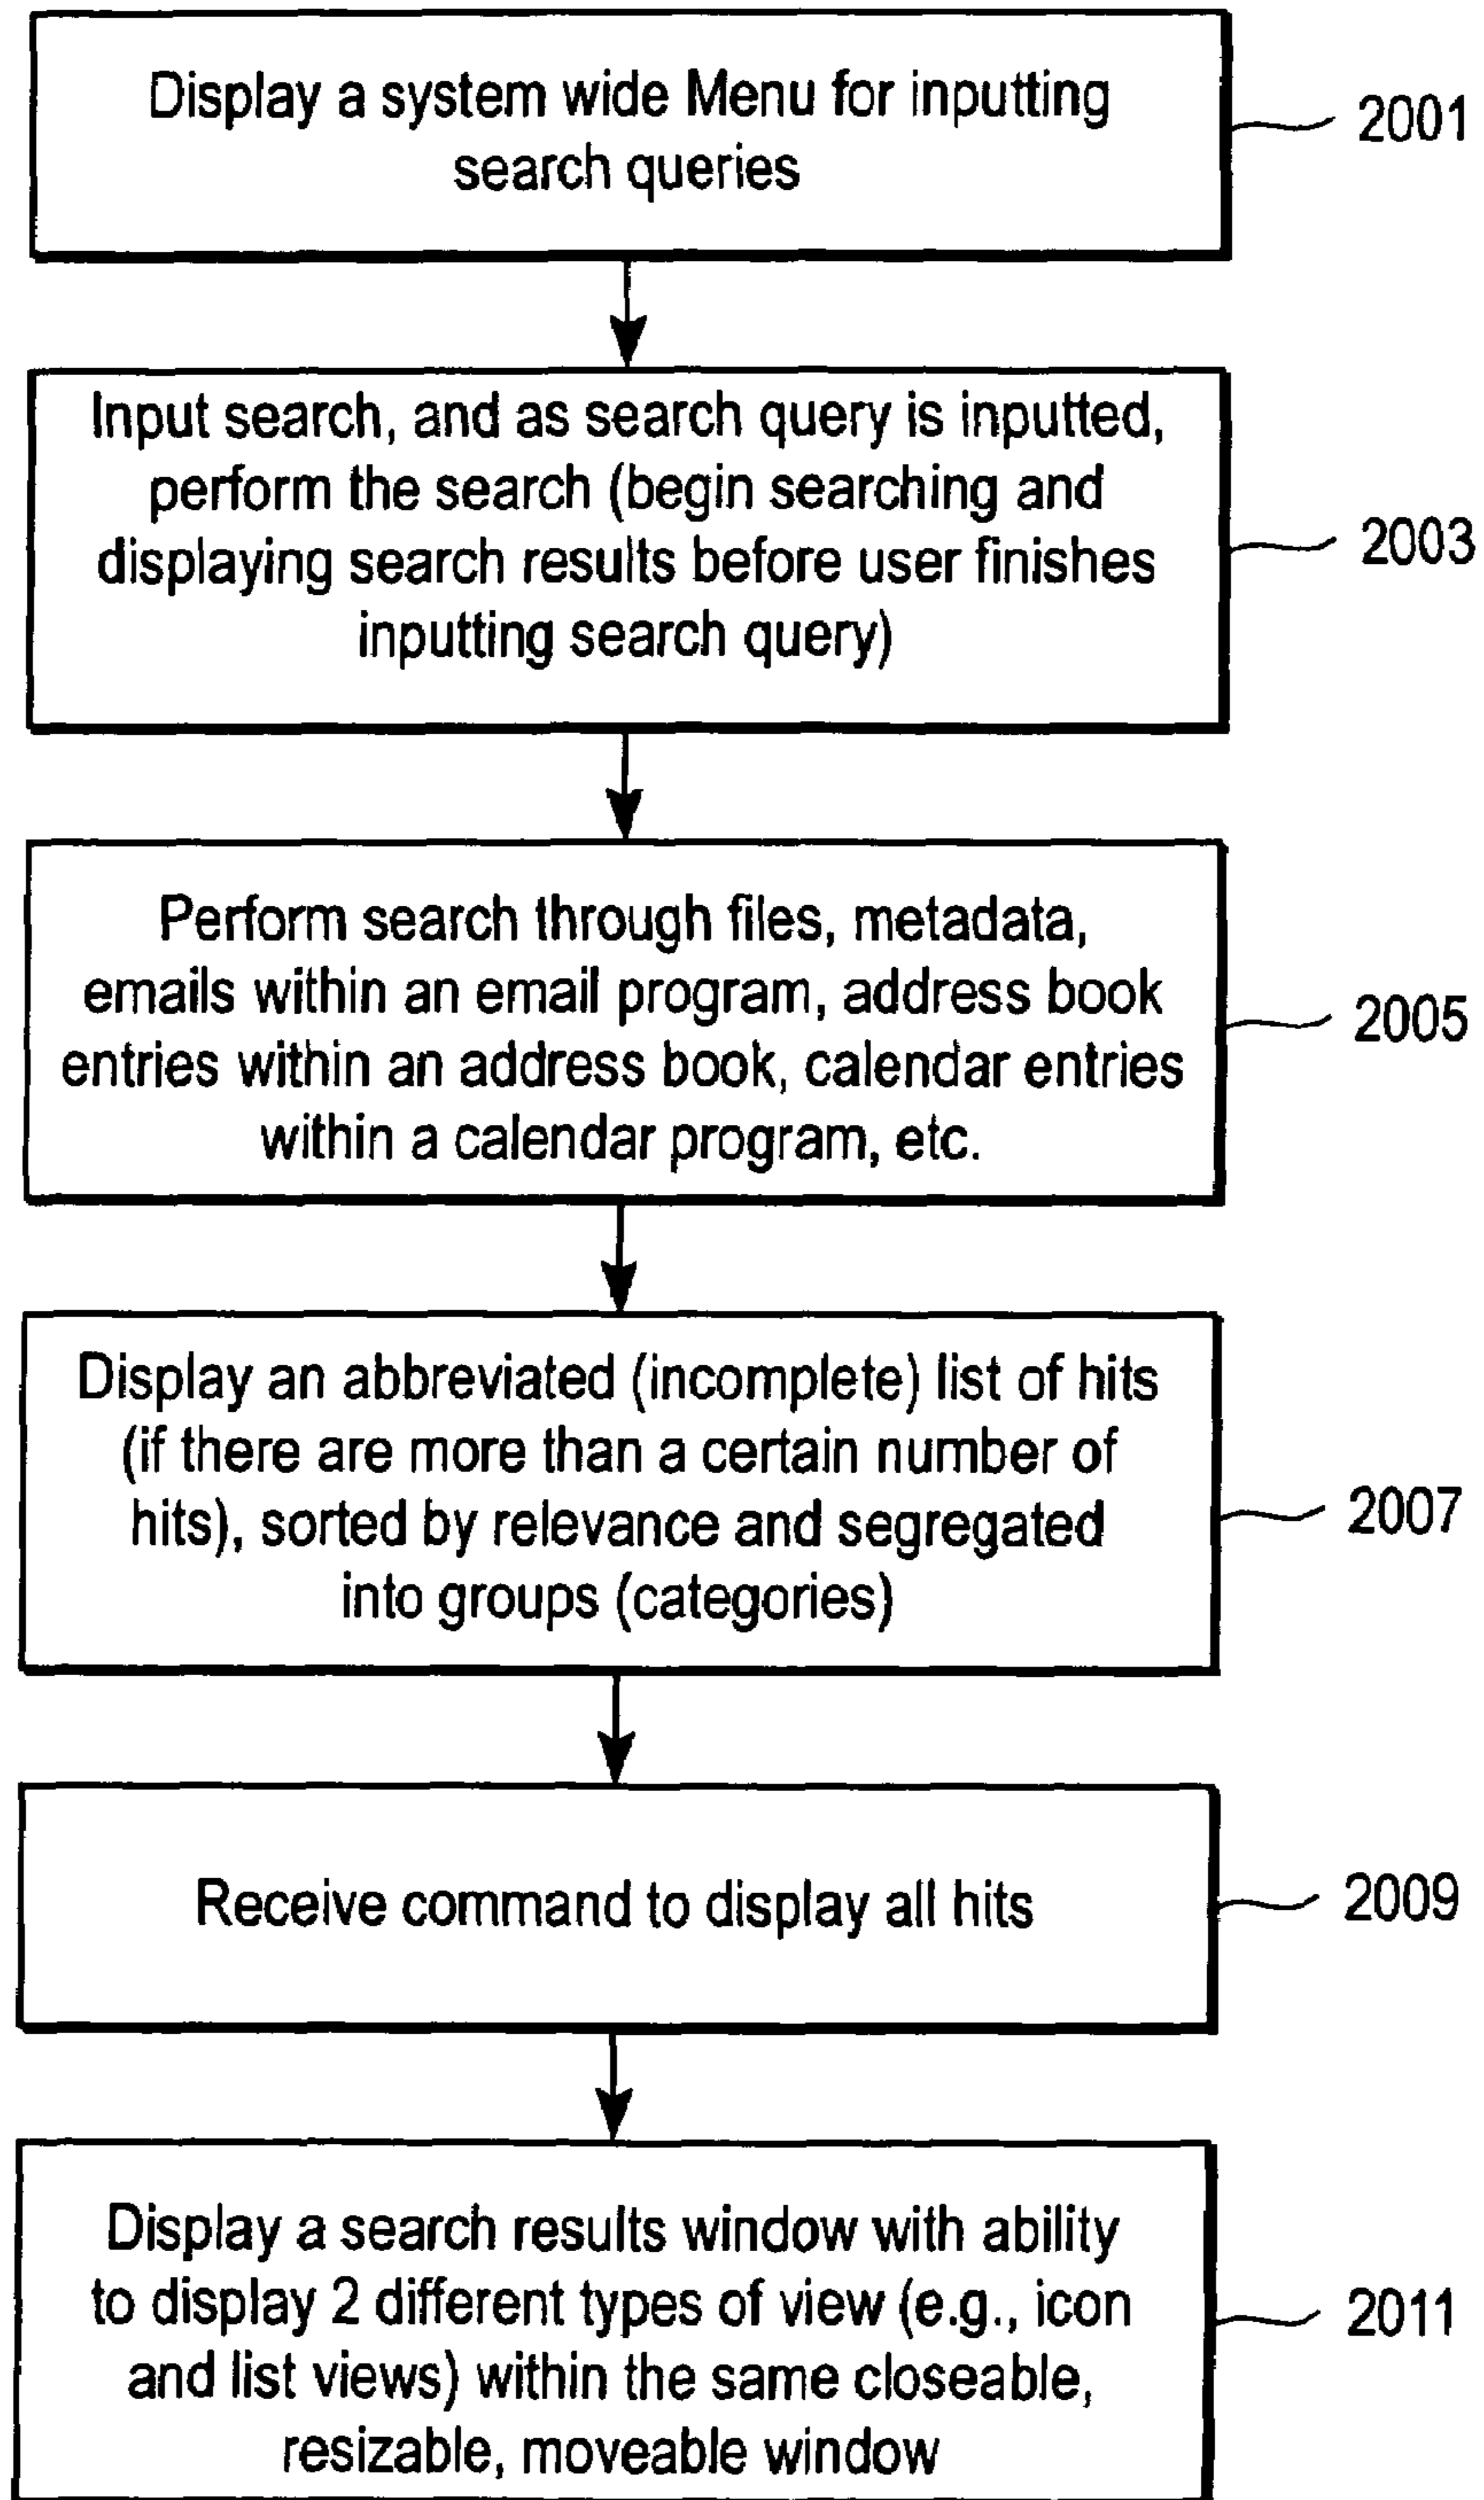 Display a system wide Menu for inputting
search queries
2001
Input search, and as search query is inputted,
perform the search (begin searching and
displaying search results before user finishes
inputting search query)
2003
Perform search through files, metadata,
emails within an email program, address book
entries within an address book, calendar entries
within a calendar program, etc.
2005
Display an abbreviated (incomplete) list of hits
(if there are more than a certain number of
hits), sorted by relevance and segregated
into groups (categories)
2007
Receive command to display all hits
2009
Display a search results window with ability
to display 2 different types of view (e.g., icon
and list views) within the same closeable,
resizable, moveable window
2011